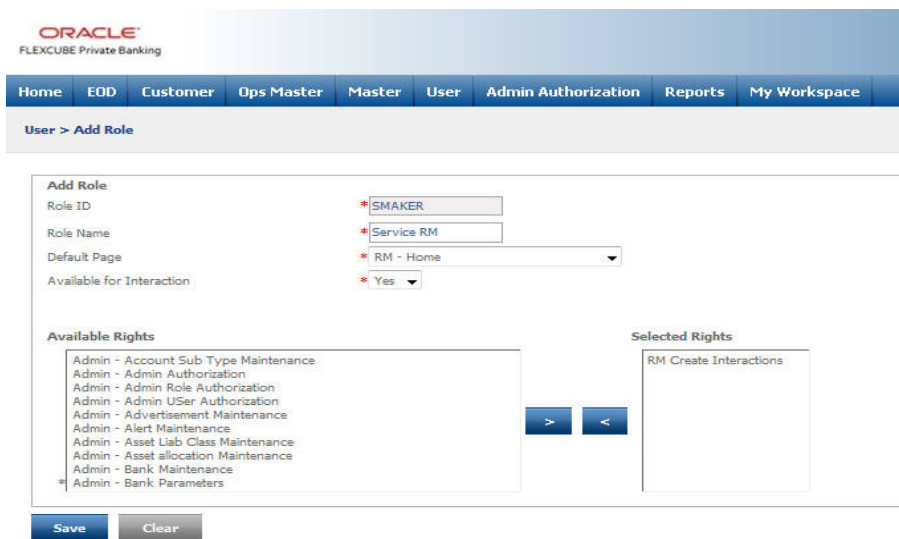 ORACLE
FLEXCUBE Private Banking
Home EOD Customer Ops Master Master User Admin Authorization Reports My Workspace
User > Add Role
Add Role
Role ID * SMAKER
Role Name * Service RM
Default Page * RM - Home
Available for Interaction * Yes
Available Rights Selected Rights
Admin - Account Sub Type Maintenance RM Create Interactions
Admin - Admin Authorization
Admin - Admin Role Authorization
Admin - Admin USer Authorization
Admin - Advertisement Maintenance
Admin - Alert Maintenance
> <
Admin - Asset Liab Class Maintenance
Admin - Asset allocation Maintenance
Admin - Bank Maintenance
* Admin - Bank Parameters
Save Clear